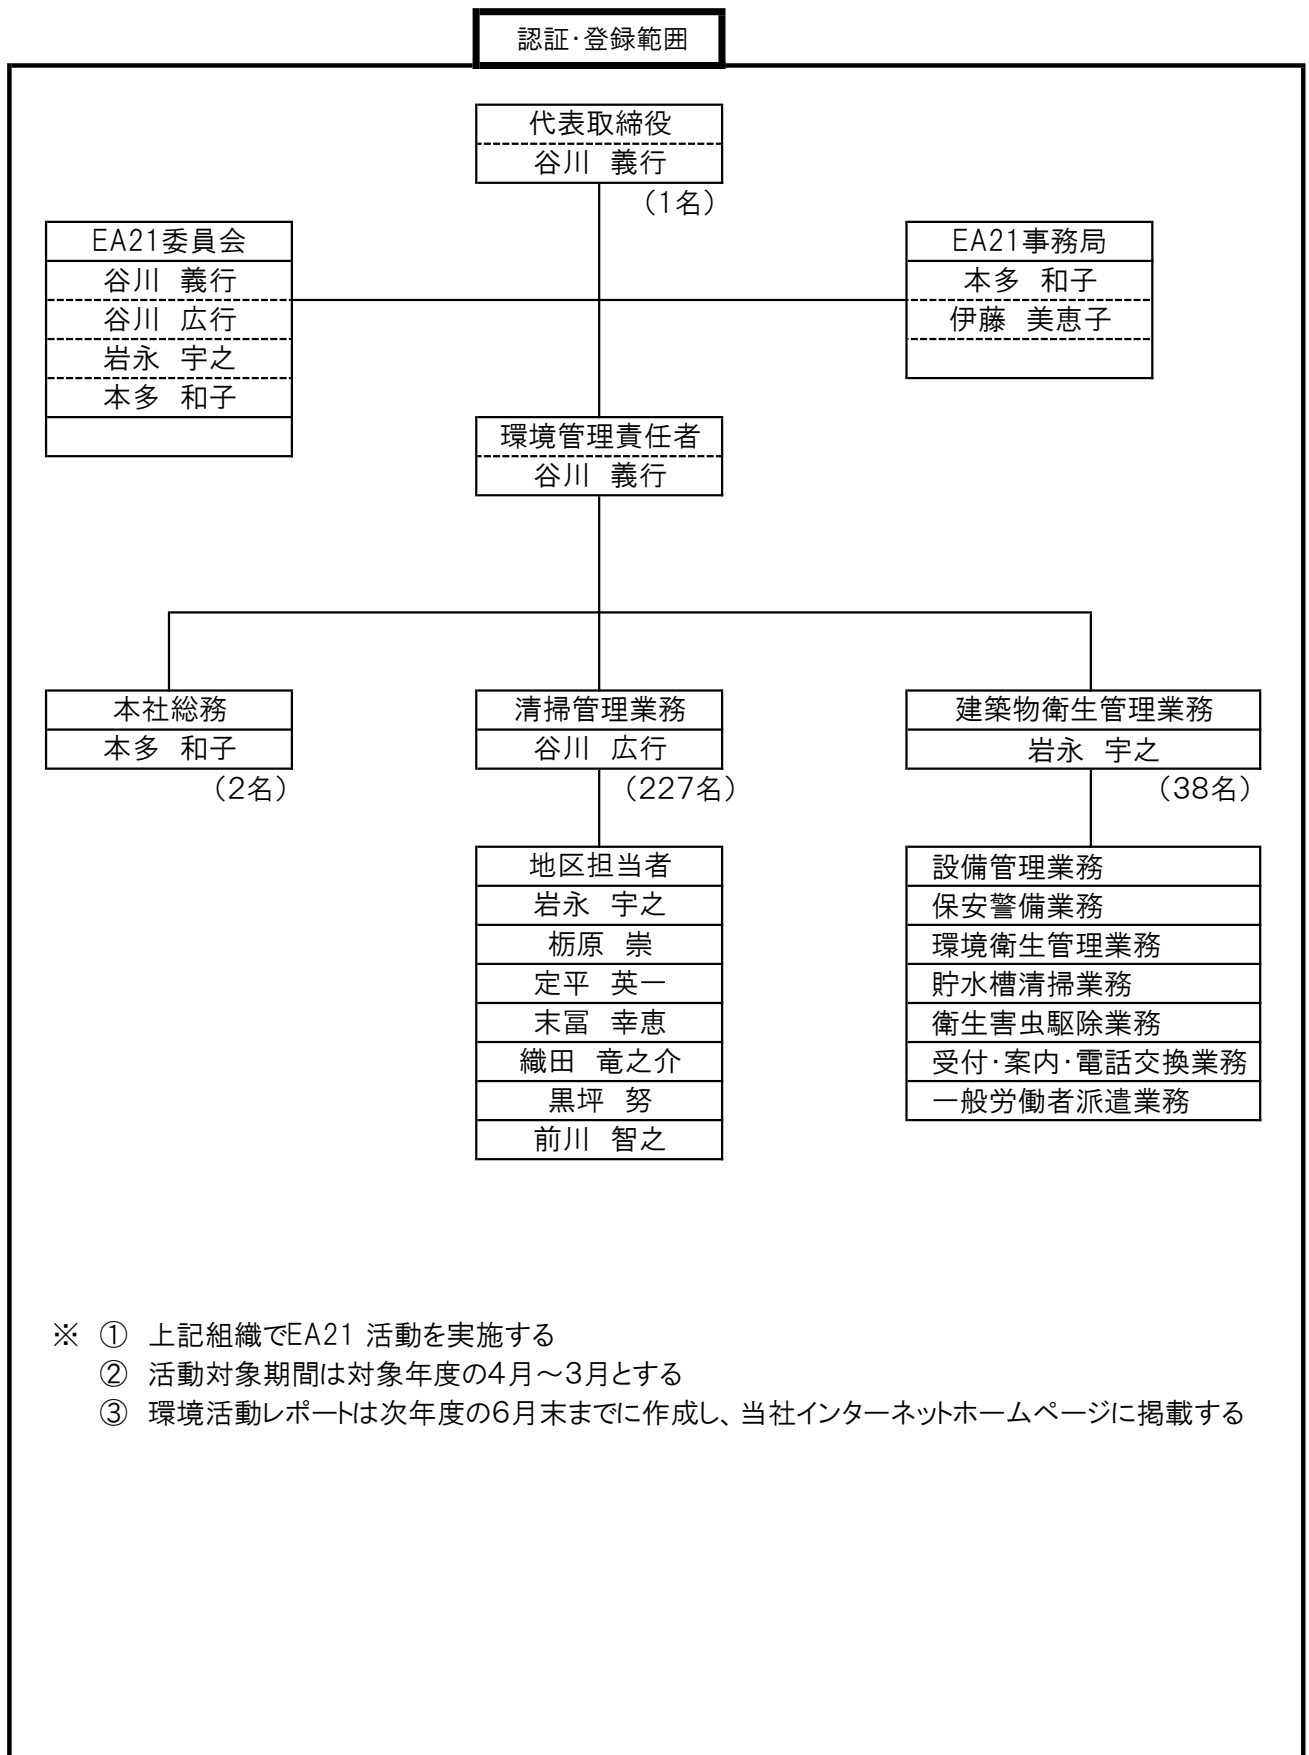 認証・登録範囲
代表取締役
谷川　義行
（1名）
EA21委員会
谷川　義行
谷川　広行
岩永　宇之
本多　和子
EA21事務局
本多　和子
伊藤　美恵子
環境管理責任者
谷川　義行
本社総務
本多　和子
（2名）
清掃管理業務
谷川　広行
（227名）
建築物衛生管理業務
岩永　宇之
（38名）
地区担当者
岩永　宇之
栃原　崇
定平　英一
末冨　幸恵
織田　竜之介
黒坪　努
前川　智之
設備管理業務
保安警備業務
環境衛生管理業務
貯水槽清掃業務
衛生害虫駆除業務
受付・案内・電話交換業務
一般労働者派遣業務
※ ① 上記組織でEA21 活動を実施する
② 活動対象期間は対象年度の4月～3月とする
③ 環境活動レポートは次年度の6月末までに作成し、当社インターネットホームページに掲載する